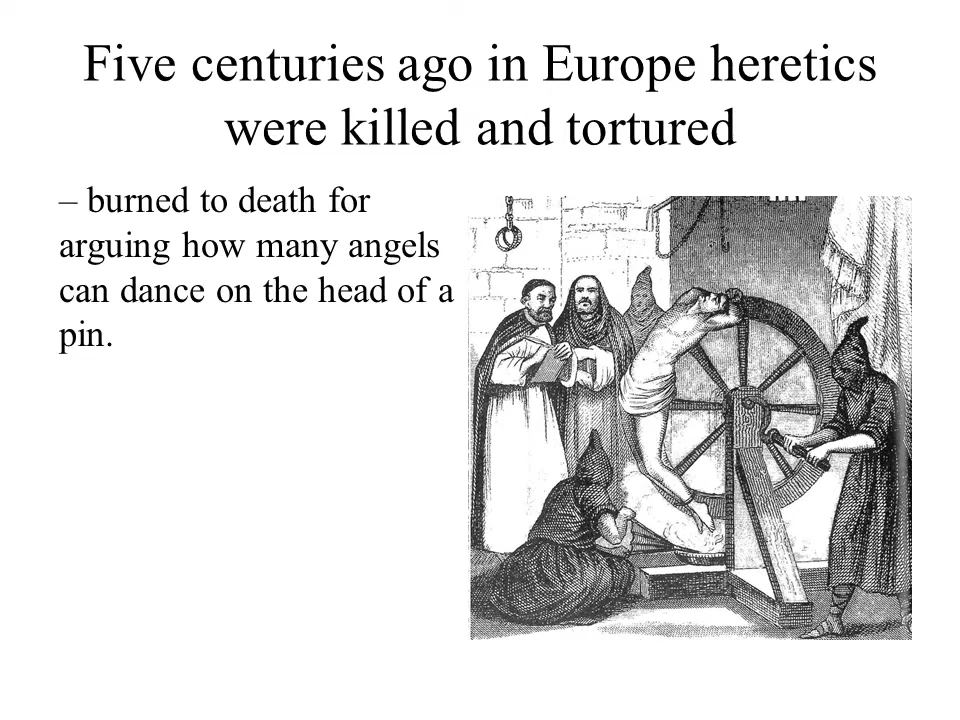 Five centuries ago in Europe heretics
were killed and tortured
– burned to death for
arguing how many angels
can dance on the head of a
pin.